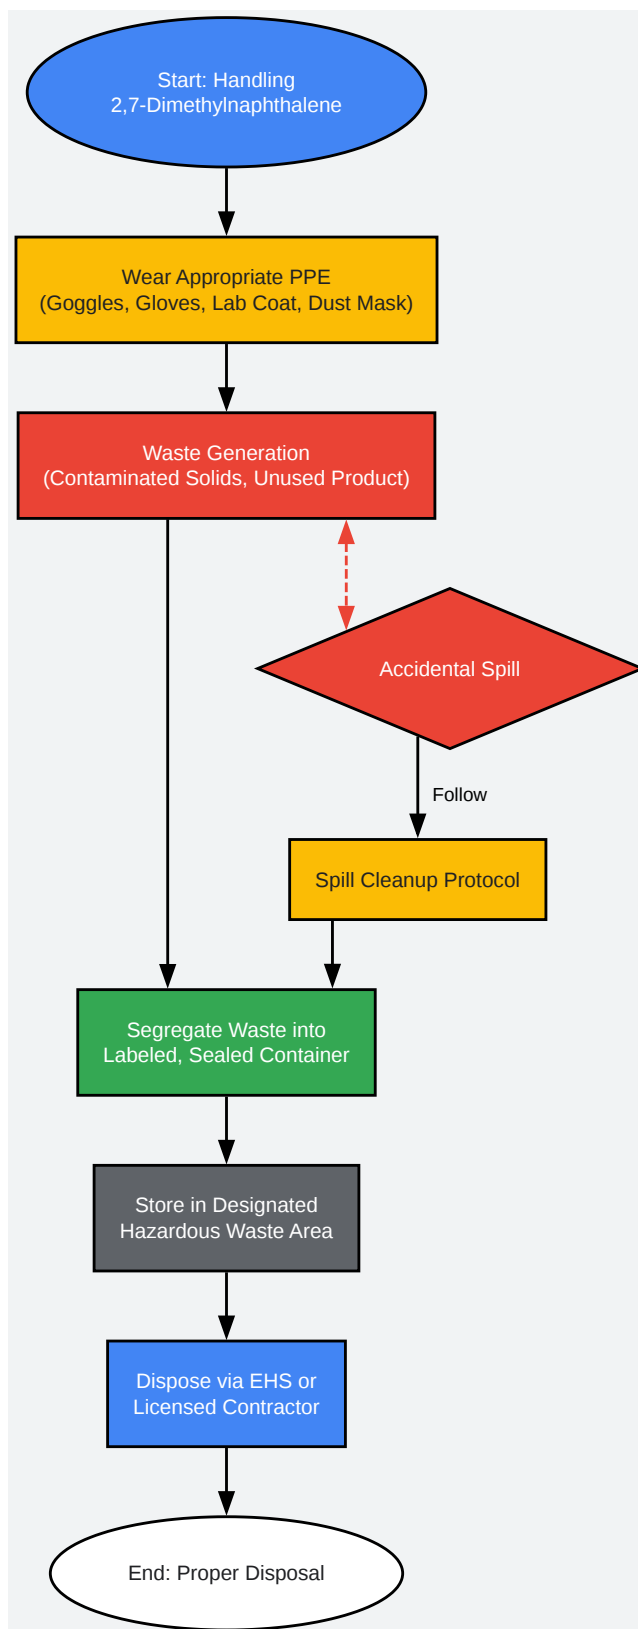 Start: Handling
2,7-Dimethylnaphthalene
Wear Appropriate PPE
(Goggles, Gloves, Lab Coat, Dust Mask)
Waste Generation
(Contaminated Solids, Unused Product)
Accidental Spill
Follow
Spill Cleanup Protocol
Segregate Waste into
Labeled, Sealed Container
Store in Designated
Hazardous Waste Area
Dispose via EHS or
Licensed Contractor
End: Proper Disposal